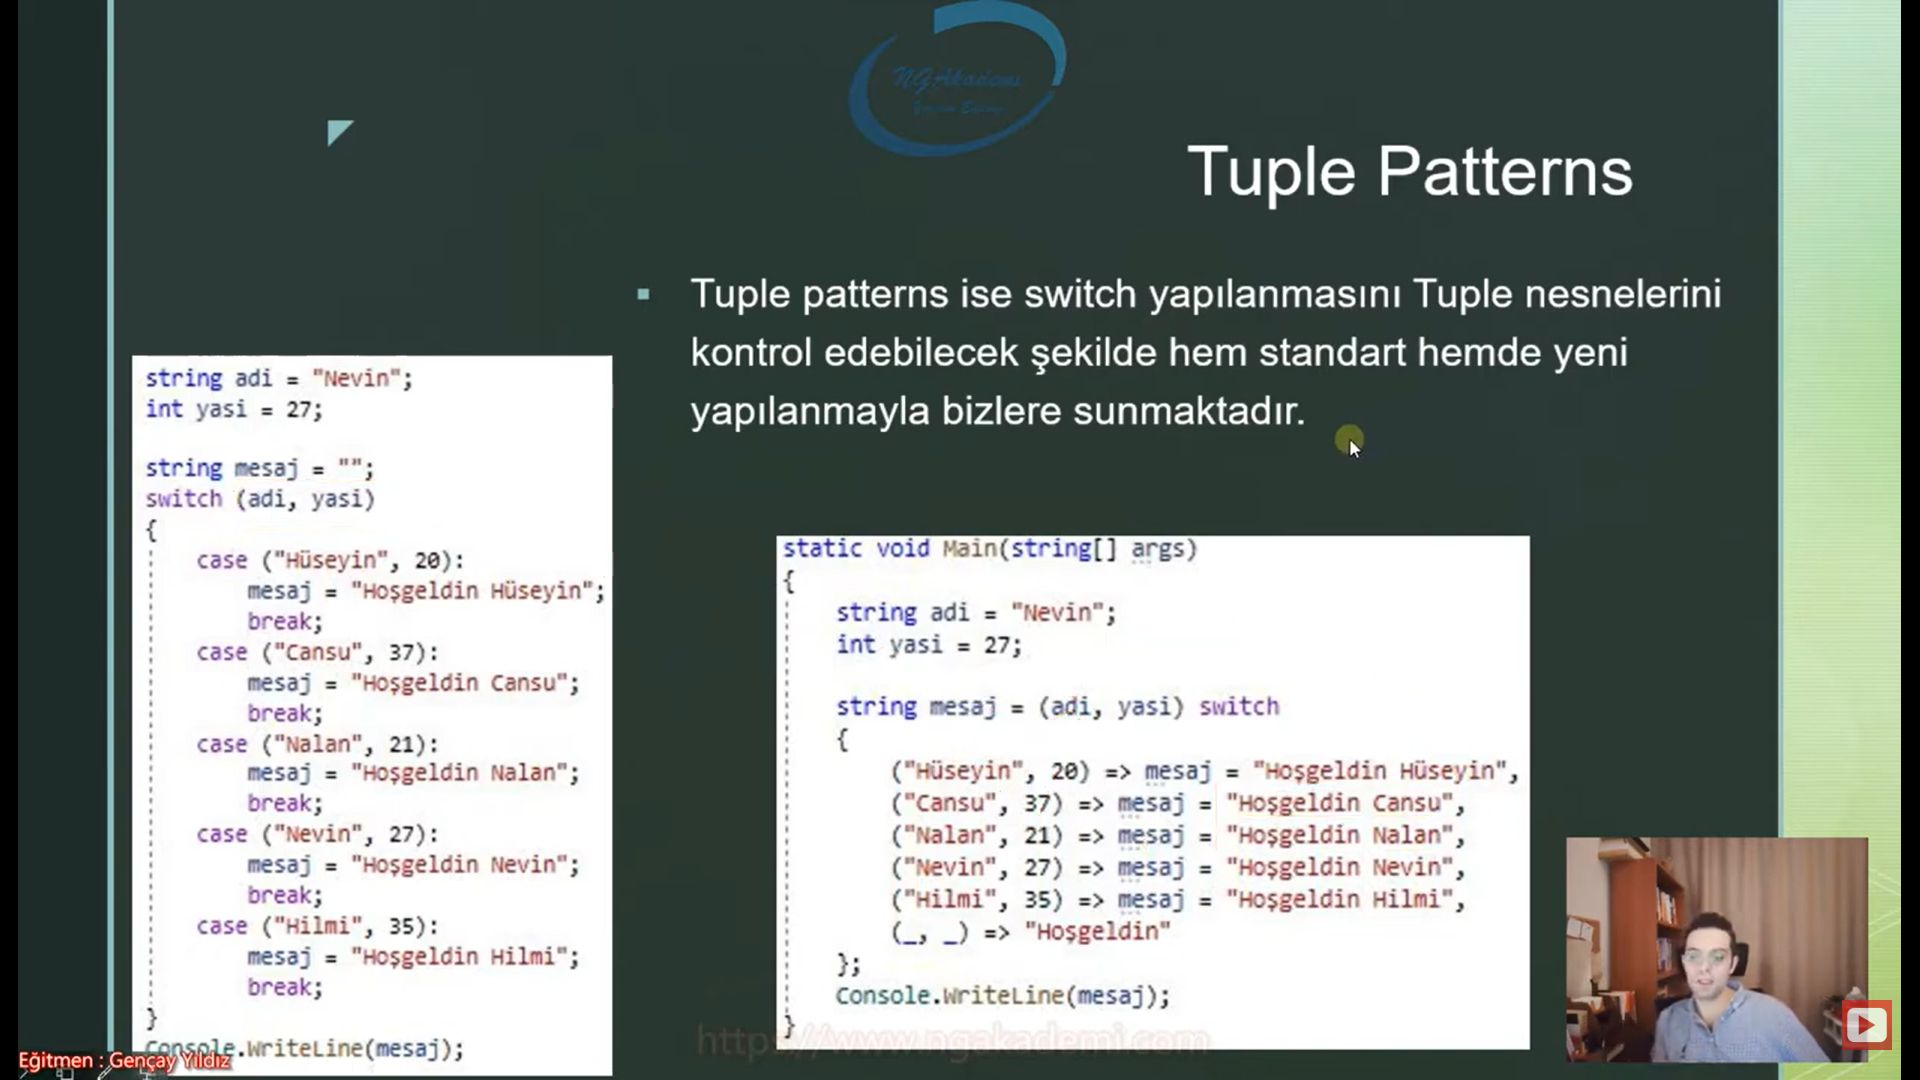 NGAkademi
Tuple Patterns
Tuple patterns ise switch yapılanmasını Tuple nesnelerini
kontrol edebilecek şekilde hem standart hemde yeni
yapılanmayla bizlere sunmaktadır.
string adi = "Nevin";
int yasi = 27;
string mesaj = "";
switch (adi, yasi)
{
case ("Hüseyin", 20):
mesaj = "Hoşgeldin Hüseyin";
break;
case ("Cansu", 37):
mesaj = "Hoşgeldin Cansu";
break;
case ("Nalan", 21):
mesaj = "Hoşgeldin Nalan";
break;
case ("Nevin", 27):
mesaj = "Hoşgeldin Nevin";
break;
case ("Hilmi", 35):
mesaj = "Hoşgeldin Hilmi";
break;
}
Console.WriteLine(mesaj);
static void Main(string[] args)
{
string adi = "Nevin";
int yasi = 27;
string mesaj = (adi, yasi) switch
{
("Hüseyin", 20) => mesaj = "Hoşgeldin Hüseyin",
("Cansu", 37) => mesaj = "Hoşgeldin Cansu",
("Nalan", 21) => mesaj = "Hoşgeldin Nalan",
("Nevin", 27) => mesaj = "Hoşgeldin Nevin",
("Hilmi", 35) => mesaj = "Hoşgeldin Hilmi",
(_, _) => "Hoşgeldin"
};
Console.WriteLine(mesaj);
}
https://www.ngakademi.com
Eğitmen : Gençay Yıldız